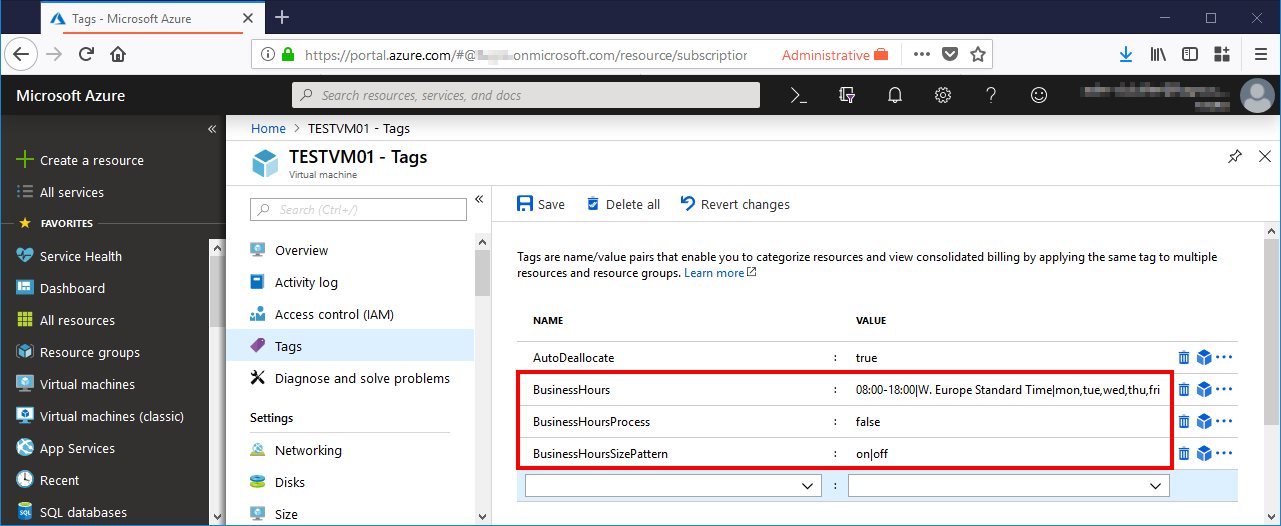 Tags - Microsoft Azure
https://portal.azure.com/#@ onmicrosoft.com/resource/subscription
Administrative
Microsoft Azure
Search resources, services, and docs
Create a resource
All services
FAVORITES
Service Health
Dashboard
All resources
Resource groups
Virtual machines
Virtual machines (classic)
App Services
Recent
SQL databases
Home > TESTVM01 - Tags
TESTVM01 - Tags
Virtual machine
Search (Ctrl+/)
Overview
Activity log
Access control (IAM)
Tags
Diagnose and solve problems
Settings
Networking
Disks
Size
Save Delete all Revert changes
Tags are name/value pairs that enable you to categorize resources and view consolidated billing by applying the same tag to multiple
resources and resource groups. Learn more
NAME VALUE
AutoDeallocate : true
BusinessHours : 08:00-18:00|W. Europe Standard Time|mon,tue,wed,thu,fri
BusinessHoursProcess : false
BusinessHoursSizePattern : on|off
: